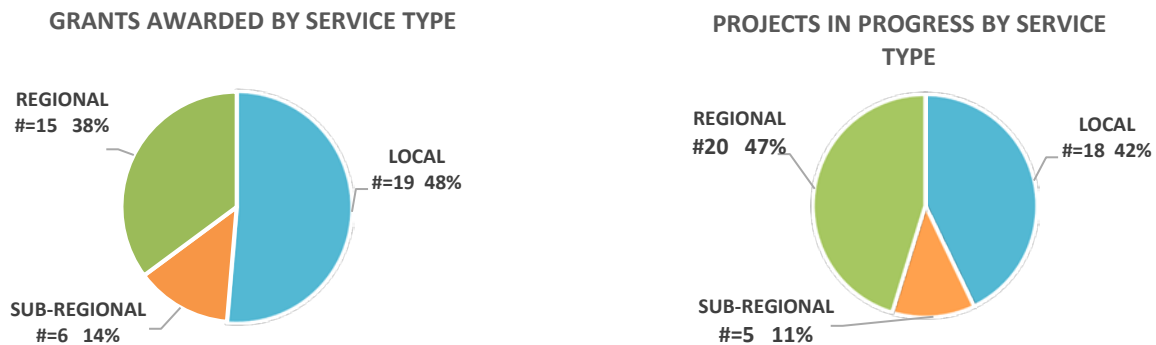 GRANTS AWARDED BY SERVICE TYPE
REGIONAL
#=15 38%
LOCAL
#=19 48%
SUB-REGIONAL
#=6 14%
PROJECTS IN PROGRESS BY SERVICE
TYPE
REGIONAL
#20 47%
LOCAL
#=18 42%
SUB-REGIONAL
#=5 11%